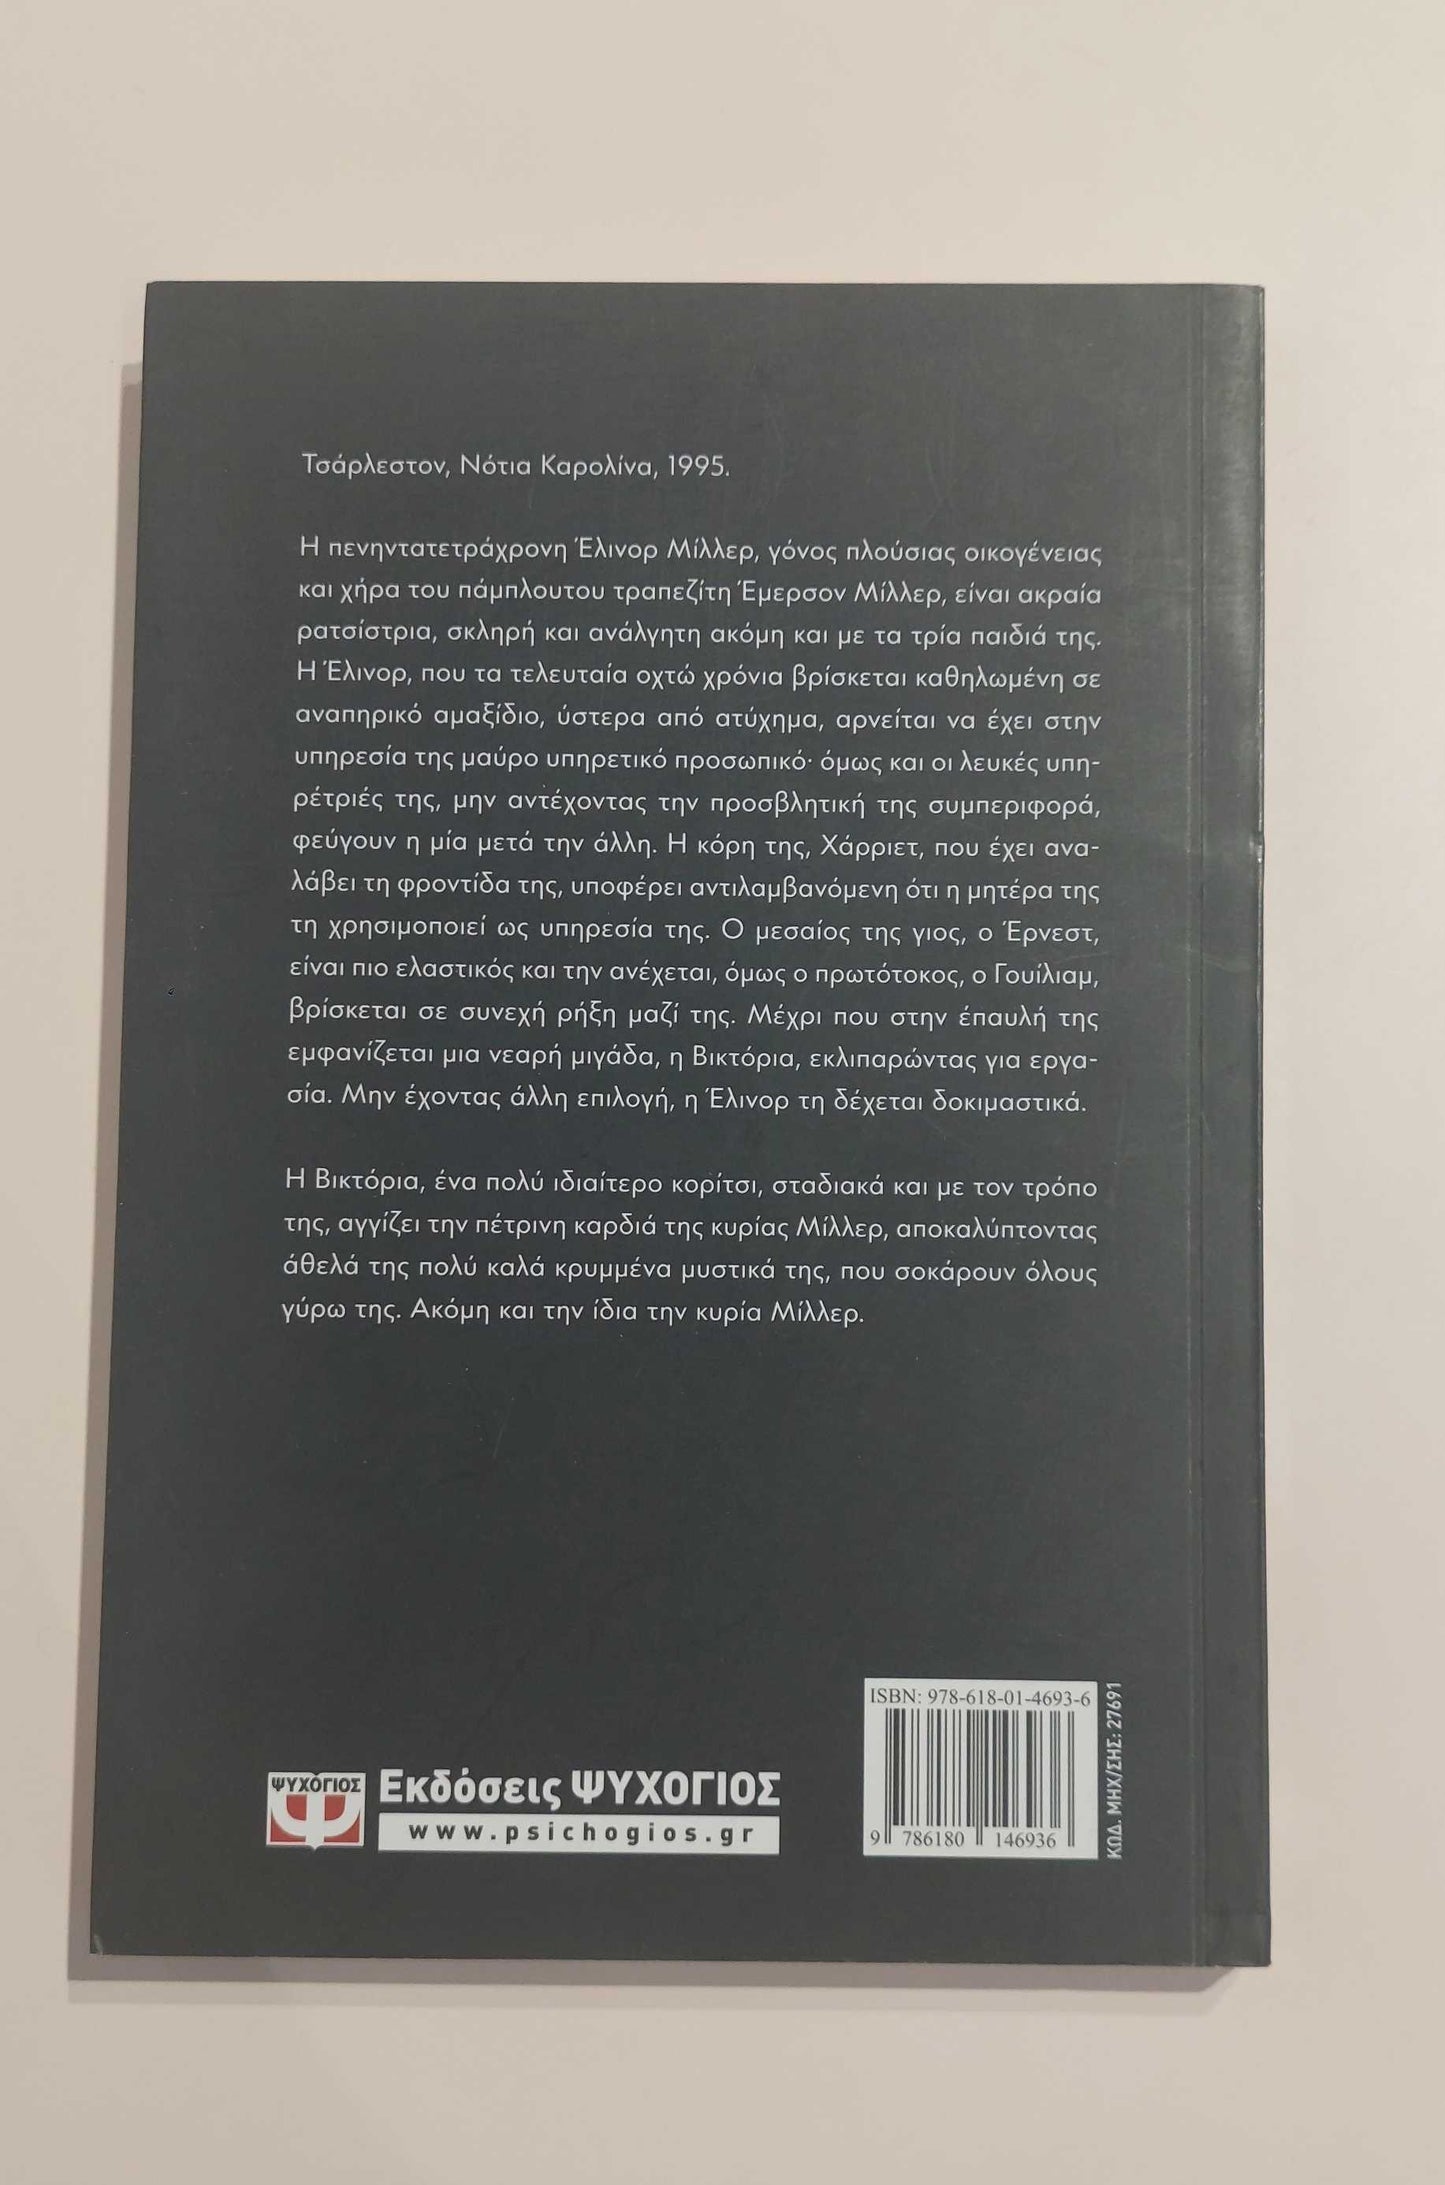 Τσάρλεστον, Νότια Καρολίνα, 1995.
Η πενηντατετράχρονη Έλινορ Μίλλερ, γόνος πλούσιας οικογένειας
και χήρα του πάμπλουτου τραπεζίτη Έμερσον Μίλλερ, είναι ακραία
ρατσίστρια, σκληρή και ανάλγητη ακόμη και με τα τρία παιδιά της.
Η Έλινορ, που τα τελευταία οχτώ χρόνια βρίσκεται καθηλωμένη σε
αναπηρικό αμαξίδιο, ύστερα από ατύχημα, αρνείται να έχει στην
υπηρεσία της μαύρο υπηρετικό προσωπικό· όμως και οι λευκές υπη-
ρέτριές της, μην αντέχοντας την προσβλητική της συμπεριφορά,
φεύγουν η μία μετά την άλλη. Η κόρη της, Χάρριετ, που έχει ανα-
λάβει τη φροντίδα της, υποφέρει αντιλαμβανόμενη ότι η μητέρα της
τη χρησιμοποιεί ως υπηρεσία της. Ο μεσαίος της γιος, ο Έρνεστ,
είναι πιο ελαστικός και την ανέχεται, όμως ο πρωτότοκος, ο Γουίλιαμ,
βρίσκεται σε συνεχή ρήξη μαζί της. Μέχρι που στην έπαυλή της
εμφανίζεται μια νεαρή μιγάδα, η Βικτόρια, εκλιπαρώντας για εργα-
σία. Μην έχοντας άλλη επιλογή, η Έλινορ τη δέχεται δοκιμαστικά.
Η Βικτόρια, ένα πολύ ιδιαίτερο κορίτσι, σταδιακά και με τον τρόπο
της, αγγίζει την πέτρινη καρδιά της κυρίας Μίλλερ, αποκαλύπτοντας
άθελά της πολύ καλά κρυμμένα μυστικά της, που σοκάρουν όλους
γύρω της. Ακόμη και την ίδια την κυρία Μίλλερ.
ΨΥΧΟΓΙΟΣ
Εκδόσεις ΨΥΧΟΓΙΟΣ
www.psichogios.gr
ISBN: 978-618-01-4693-6
9 786180 146936
ΚΩΔ. ΜΗΧ/ΣΗΣ: 27691